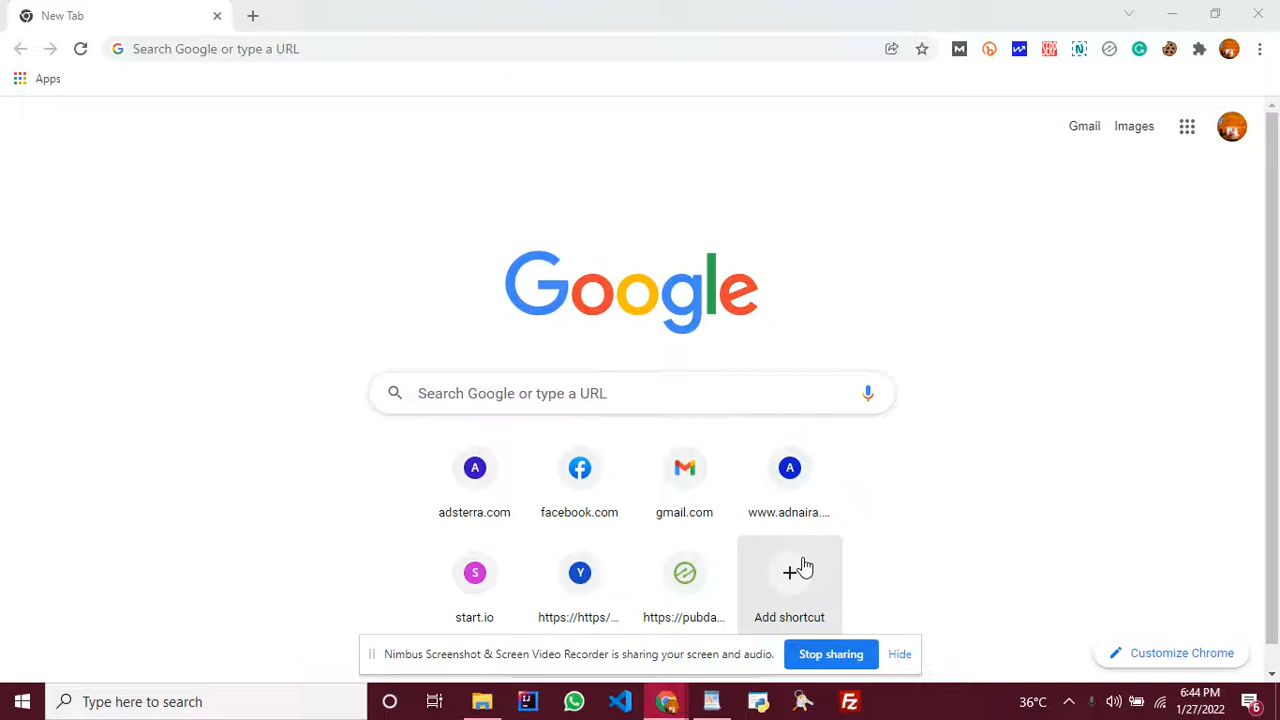 New Tab
Search Google or type a URL
Apps
Gmail Images
Google
Search Google or type a URL
A A
adsterra.com facebook.com gmail.com www.adnaira....
S Y
start.io https://https/... https://pubda... Add shortcut
Nimbus Screenshot & Screen Video Recorder is sharing your screen and audio. Stop sharing Hide
Customize Chrome
Type here to search
36°C
6:44 PM
1/27/2022
6